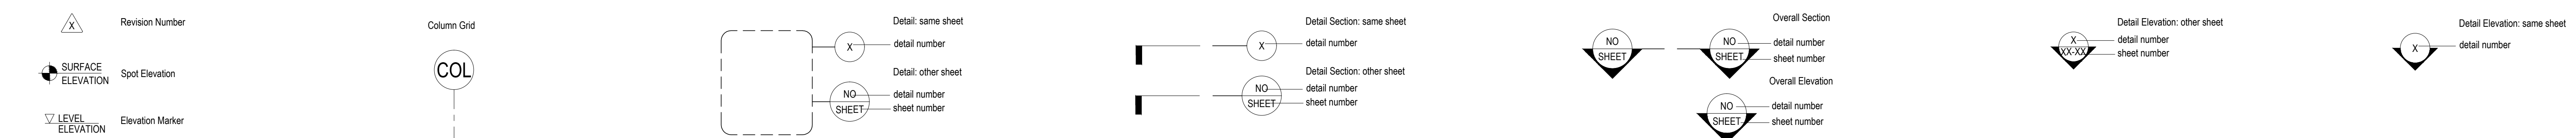 X
Revision Number
SURFACE
ELEVATION
Spot Elevation
LEVEL
ELEVATION
Elevation Marker
Column Grid
COL
Detail: same sheet
X
detail number
Detail: other sheet
NO
SHEET
detail number
sheet number
Detail Section: same sheet
X
detail number
Detail Section: other sheet
NO
SHEET
detail number
sheet number
Overall Section
NO
SHEET
NO
SHEET
detail number
sheet number
Overall Elevation
NO
SHEET
detail number
sheet number
Detail Elevation: other sheet
X
XX-XX
detail number
sheet number
Detail Elevation: same sheet
X
detail number